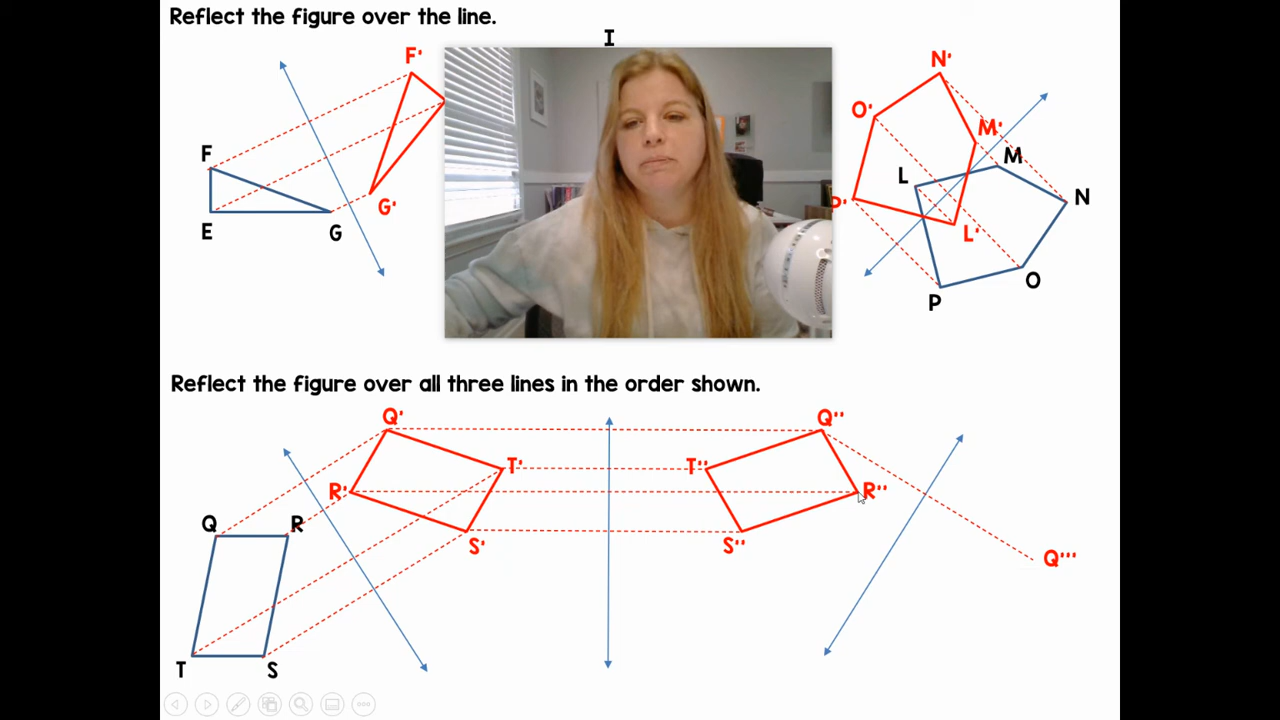 Reflect the figure over the line.
I
F'
N'
O'
M'
F
M
L
N
P'
G'
E
G
L'
O
P
Reflect the figure over all three lines in the order shown.
Q'
Q''
T'
T''
R'
R''
Q
R
S'
S''
Q'''
T
S